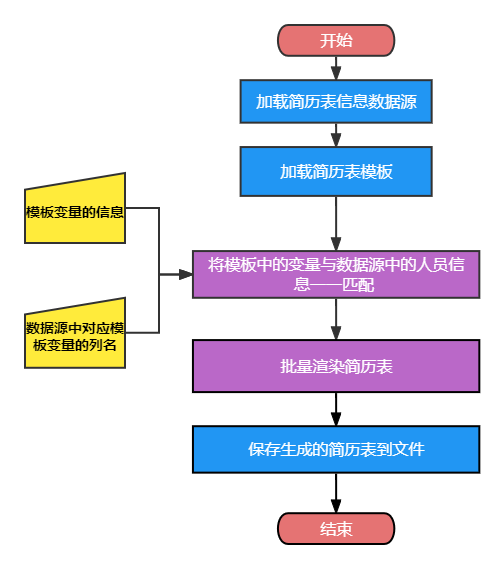 开始
加载简历表信息数据源
加载简历表模板
模板变量的信息
将模板中的变量与数据源中的人员信
息一一匹配
数据源中对应模
板变量的列名
批量渲染简历表
保存生成的简历表到文件
结束